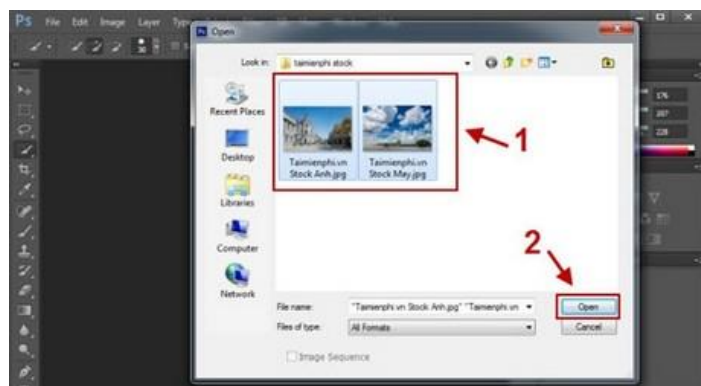 Ps File Edit Image Layer Type
Open
Look in: taimienphi stock
Recent Places
Desktop
Libraries
Computer
Network
Taimienphi.vn
Stock Anh.jpg
Taimienphi.vn
Stock May.jpg
1
2
File name: "Taimienphi vn Stock Anh.jpg" "Taimienphi vn
Open
Files of type: All Formats
Cancel
Image Sequence
176
207
228